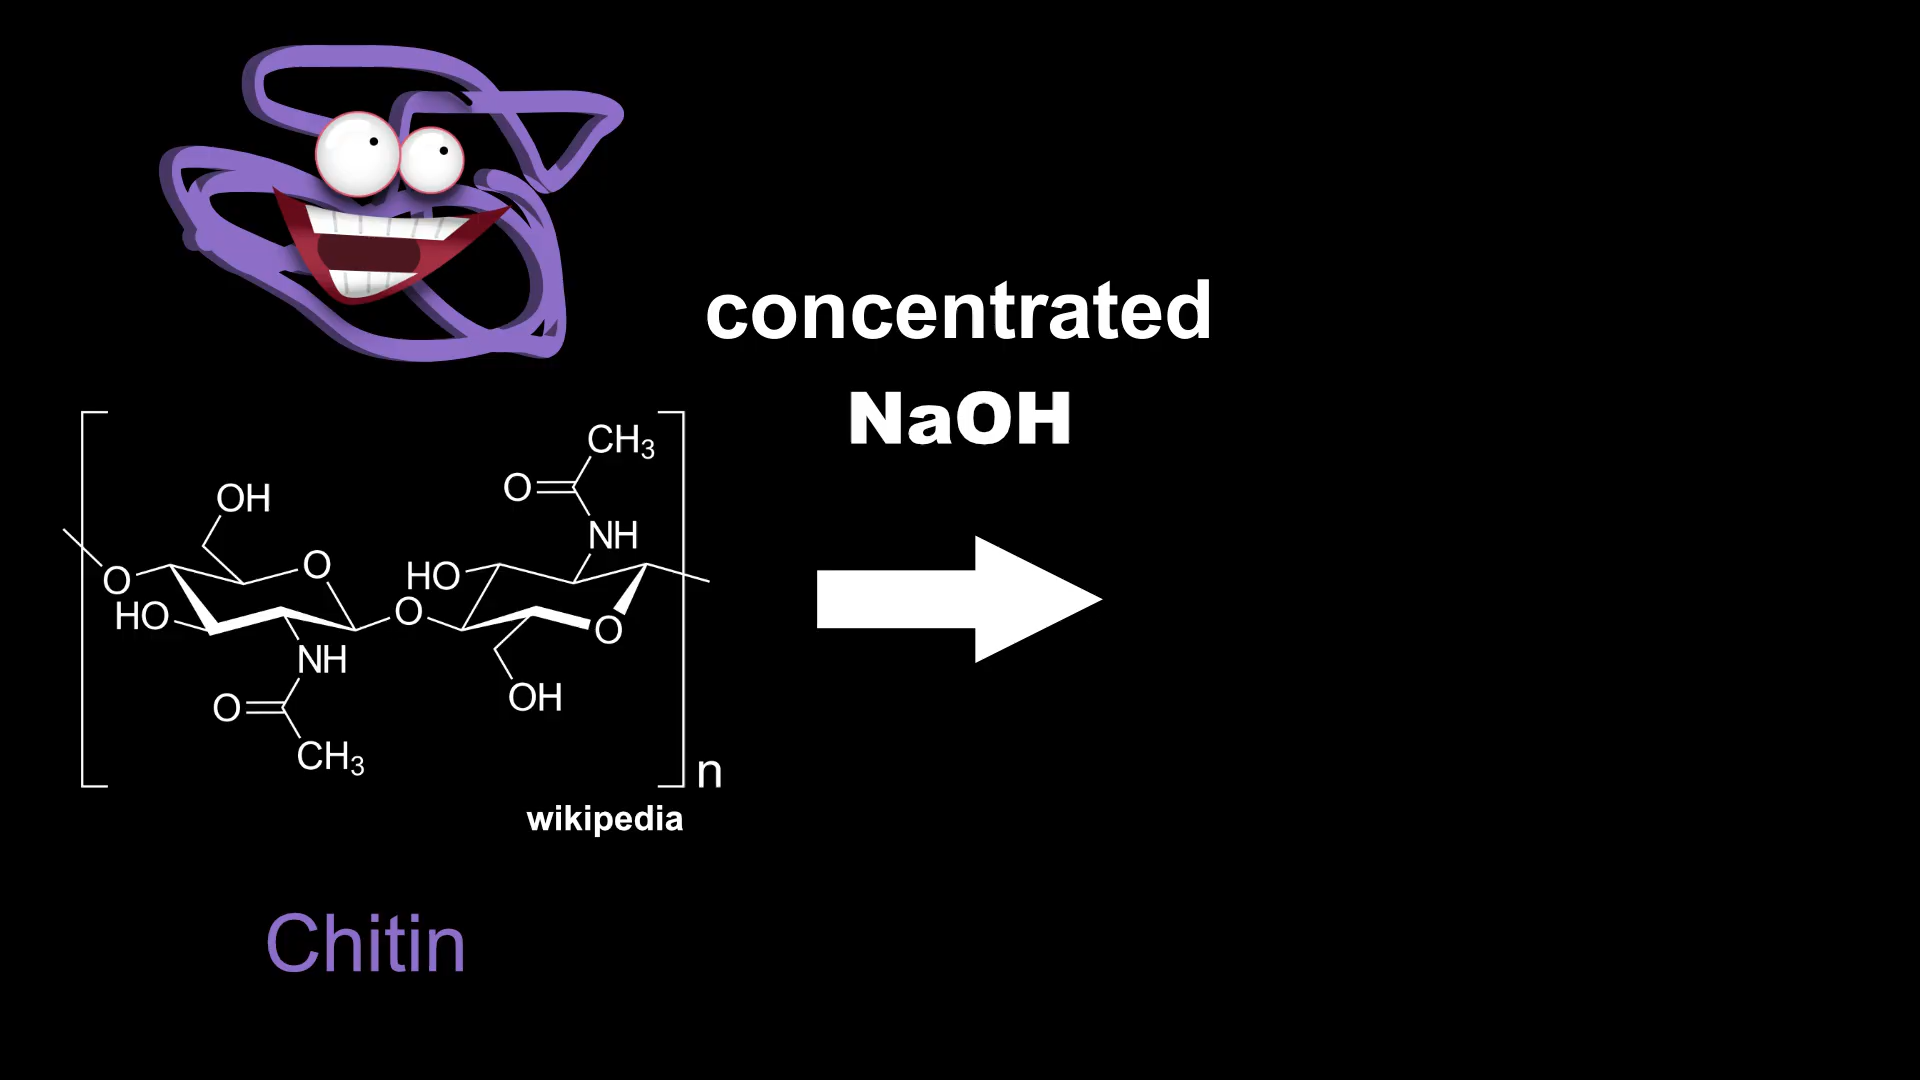 concentrated
NaOH
CH3
O
OH
NH
O
HO
O
HO
O
O
NH
OH
O
CH3
n
wikipedia
Chitin